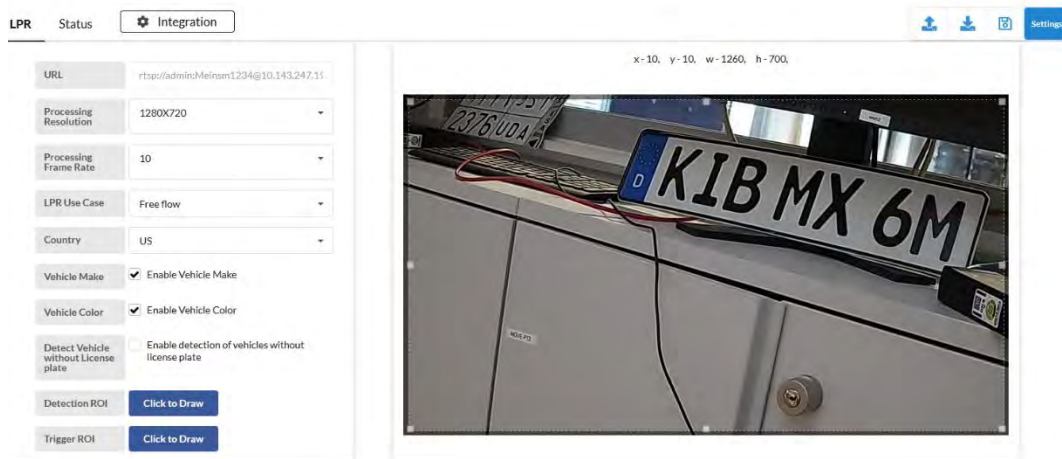 LPR Status Integration Settings
x - 10, y - 10, w - 1260, h - 700,
URL rtsp://admin:Meinsm1234@10.143.247.19
Processing Resolution 1280X720
Processing Frame Rate 10
LPR Use Case Free flow
Country US
Vehicle Make Enable Vehicle Make
Vehicle Color Enable Vehicle Color
Detect Vehicle without License plate Enable detection of vehicles without license plate
Detection ROI Click to Draw
Trigger ROI Click to Draw
2376 UDA
D KIB MX 6M